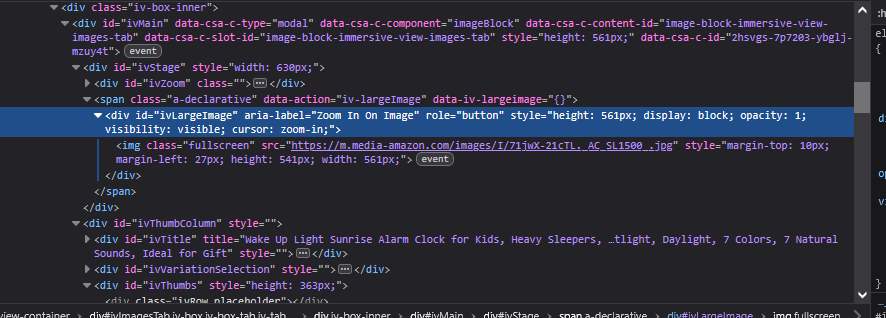 <div class="iv-box-inner">
<div id="ivMain" data-csa-c-type="modal" data-csa-c-component="imageBlock" data-csa-c-content-id="image-block-immersive-view-
images-tab" data-csa-c-slot-id="image-block-immersive-view-images-tab" style="height: 561px;" data-csa-c-id="2hsvgs-7p7203-ybglj-
mzuy4t"> event
<div id="ivStage" style="width: 630px;">
<div id="ivZoom" class="">⋯</div>
<span class="a-declarative" data-action="iv-largeImage" data-iv-largeimage="{}">
<div id="ivLargeImage" aria-label="Zoom In On Image" role="button" style="height: 561px; display: block; opacity: 1;
visibility: visible; cursor: zoom-in;">
<img class="fullscreen" src="https://m.media-amazon.com/images/I/71jwX-21cTL._AC_SL1500_.jpg" style="margin-top: 10px;
margin-left: 27px; height: 541px; width: 561px;"> event
</div>
</span>
</div>
<div id="ivThumbColumn" style="">
<div id="ivTitle" title="Wake Up Light Sunrise Alarm Clock for Kids, Heavy Sleepers, …tlight, Daylight, 7 Colors, 7 Natural
Sounds, Ideal for Gift" style="">⋯</div>
<div id="ivVariationSelection" style="">⋯</div>
<div id="ivThumbs" style="height: 363px;">
<div class="ivRow placeholder"></div>
view-container > div#ivImagesTab.iv-box.iv-box-tab.iv-tab... > div.iv-box-inner > div#ivMain > div#ivStage > span.a-declarative > div#ivLargeImage > img.fullscreen
:h
el
{
di
op
vi
}